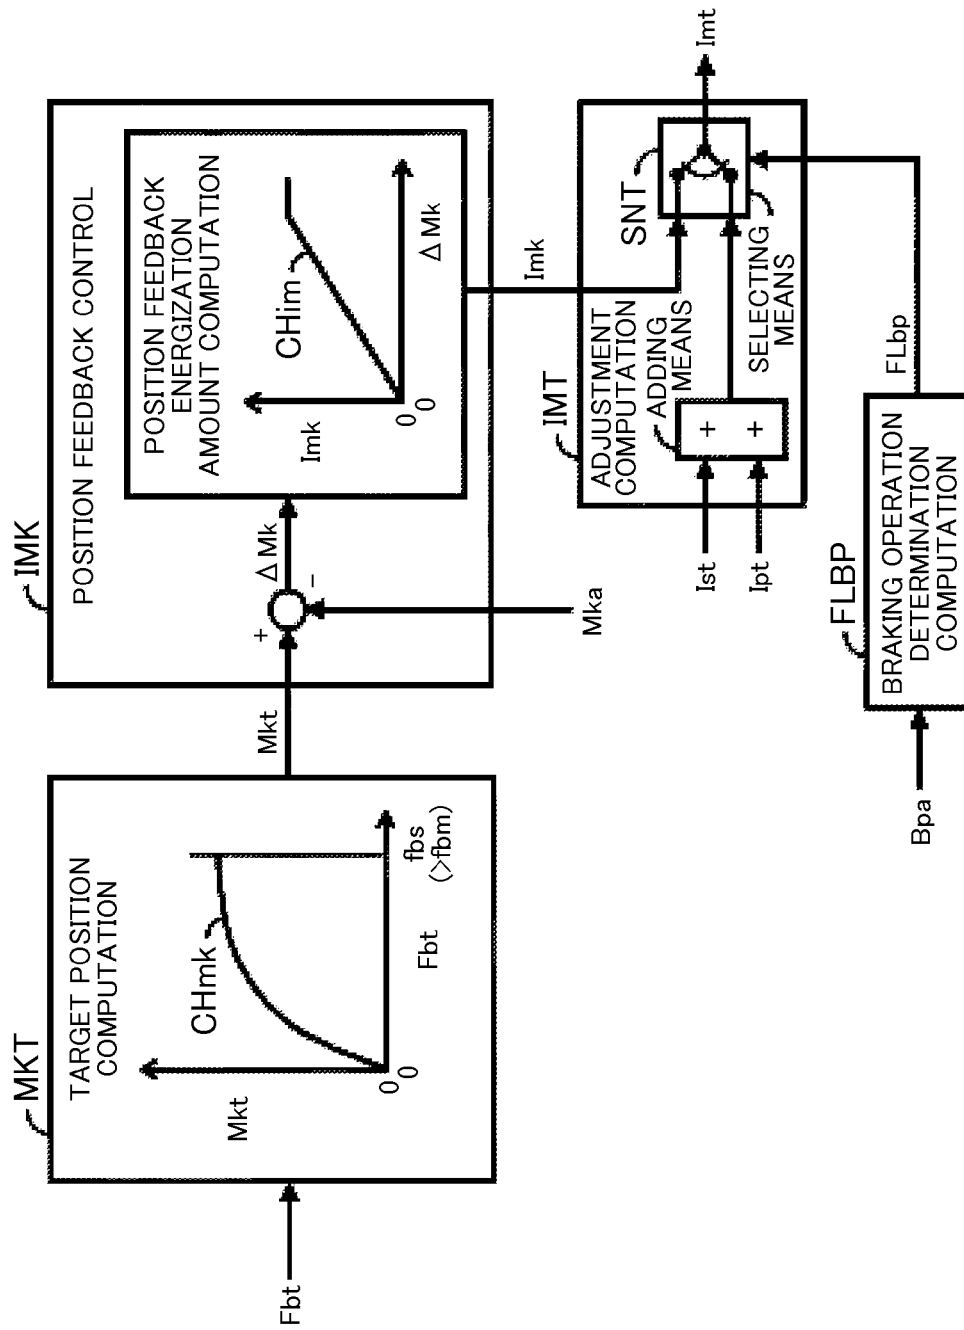 MKT
TARGET POSITION
COMPUTATION
Mkt
CHmk
0
0
Fbt
fbs
(>fbm)
Fbt
Mkt
IMK
POSITION FEEDBACK CONTROL
+
−
Δ Mk
Mka
POSITION FEEDBACK
ENERGIZATION
AMOUNT COMPUTATION
Imk
CHim
0
0
Δ Mk
Imk
IMT
ADJUSTMENT
COMPUTATION
ADDING
MEANS
+
+
Ist
Ipt
SNT
SELECTING
MEANS
Imt
FLBP
BRAKING OPERATION
DETERMINATION
COMPUTATION
Bpa
FLbp